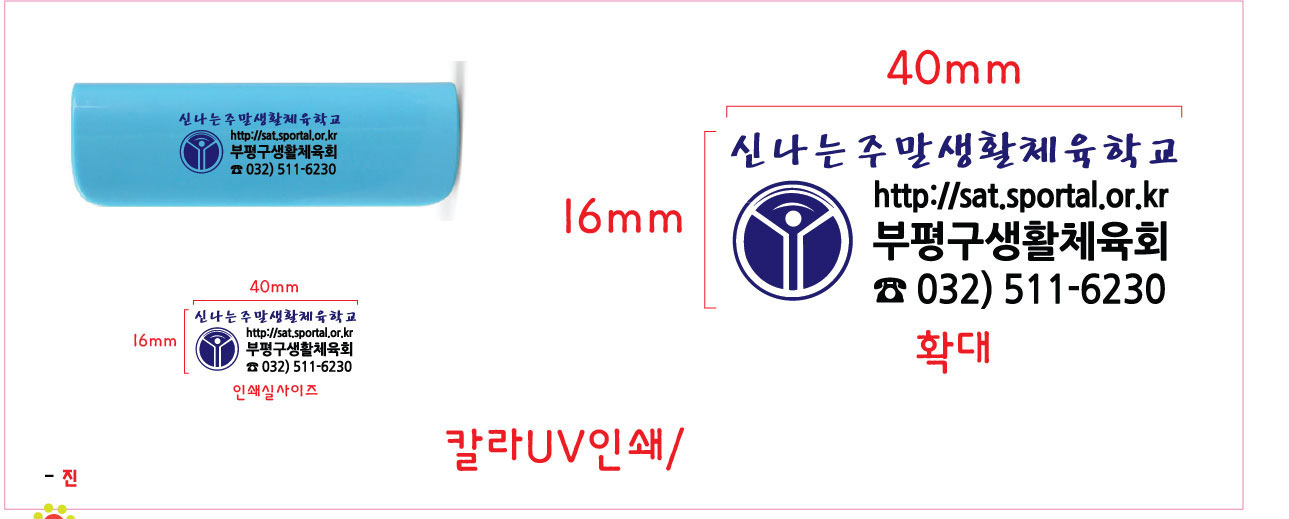 신나는주말생활체육학교
http://sat.sportal.or.kr
부평구생활체육회
☎ 032) 511-6230
40mm
16mm
신나는주말생활체육학교
http://sat.sportal.or.kr
부평구생활체육회
☎ 032) 511-6230
인쇄실사이즈
40mm
16mm
신나는주말생활체육학교
http://sat.sportal.or.kr
부평구생활체육회
☎ 032) 511-6230
확대
칼라UV인쇄/
- 진